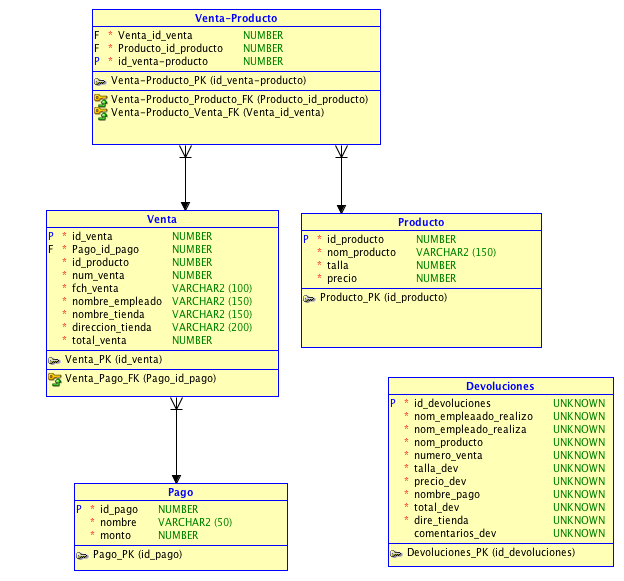 Venta-Producto
F * Venta_id_venta NUMBER
F * Producto_id_producto NUMBER
P * id_venta-producto NUMBER
Venta-Producto_PK (id_venta-producto)
Venta-Producto_Producto_FK (Producto_id_producto)
Venta-Producto_Venta_FK (Venta_id_venta)
Venta
P * id_venta NUMBER
F * Pago_id_pago NUMBER
* id_producto NUMBER
* num_venta NUMBER
* fch_venta VARCHAR2 (100)
* nombre_empleado VARCHAR2 (150)
* nombre_tienda VARCHAR2 (150)
* direccion_tienda VARCHAR2 (200)
* total_venta NUMBER
Venta_PK (id_venta)
Venta_Pago_FK (Pago_id_pago)
Producto
P * id_producto NUMBER
* nom_producto VARCHAR2 (150)
* talla NUMBER
* precio NUMBER
Producto_PK (id_producto)
Devoluciones
P * id_devoluciones UNKNOWN
* nom_empleaado_realizo UNKNOWN
* nom_empleado_realiza UNKNOWN
* nom_producto UNKNOWN
* numero_venta UNKNOWN
* talla_dev UNKNOWN
* precio_dev UNKNOWN
* nombre_pago UNKNOWN
* total_dev UNKNOWN
* dire_tienda UNKNOWN
comentarios_dev UNKNOWN
Devoluciones_PK (id_devoluciones)
Pago
P * id_pago NUMBER
* nombre VARCHAR2 (50)
* monto NUMBER
Pago_PK (id_pago)